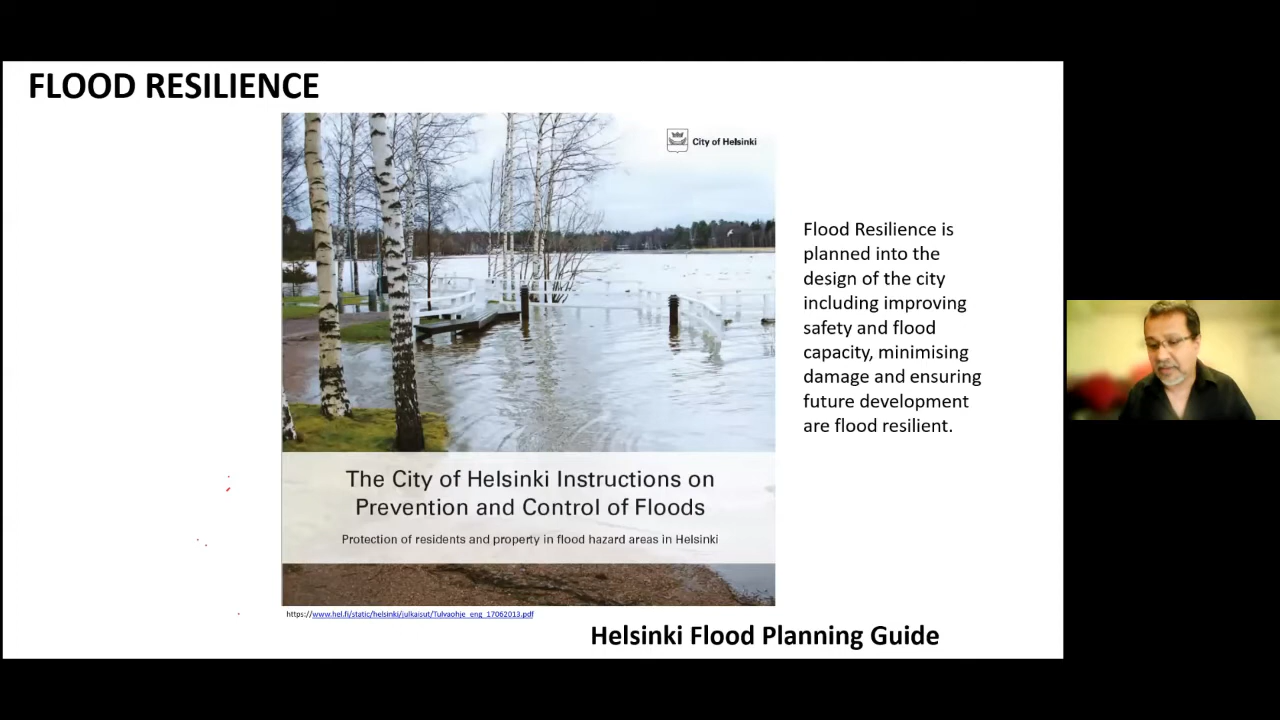 FLOOD RESILIENCE
City of Helsinki
Flood Resilience is
planned into the
design of the city
including improving
safety and flood
capacity, minimising
damage and ensuring
future development
are flood resilient.
The City of Helsinki Instructions on
Prevention and Control of Floods
Protection of residents and property in flood hazard areas in Helsinki
https://www.hel.fi/static/helsinki/julkaisut/Tulvaohje_eng_17062013.pdf
Helsinki Flood Planning Guide